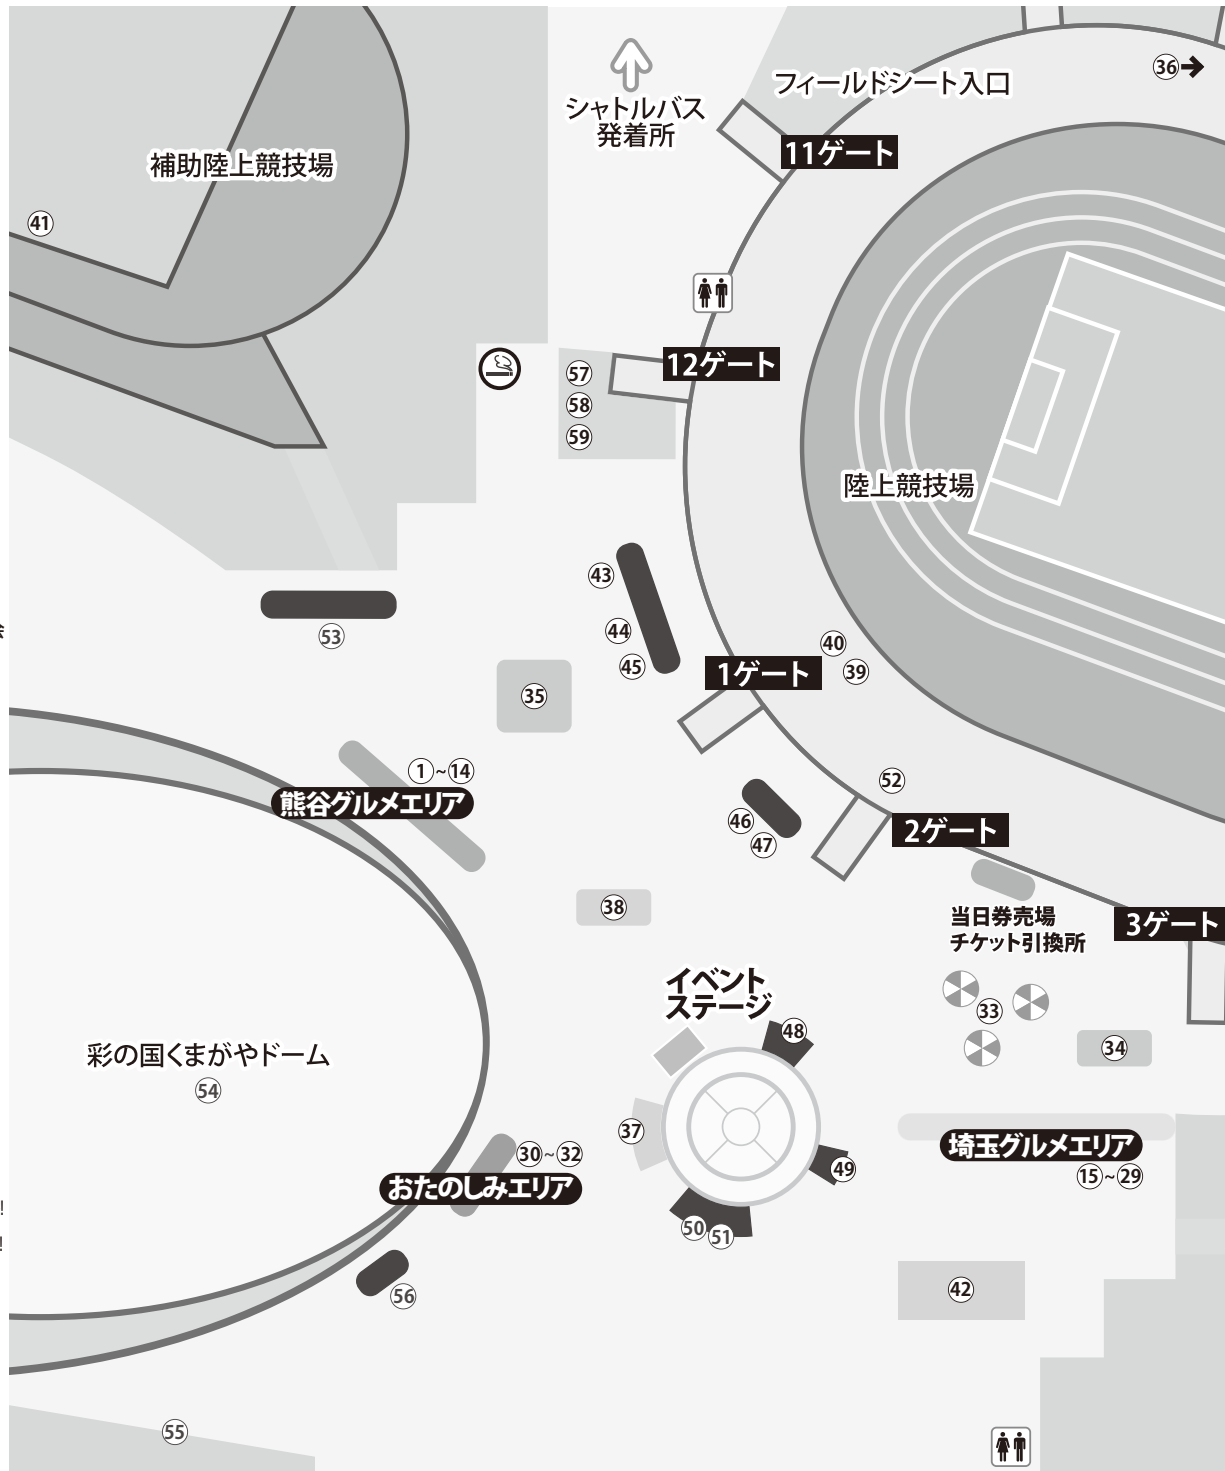 シャトルバス
発着所
フィールドシート入口
㊱
11ゲート
補助陸上競技場
㊶
12ゲート
57
58
59
陸上競技場
㊸
㊹
㊺
53
㊵
㊴
1ゲート
㉟
①~⑭
熊谷グルメエリア
52
㊻
㊼
2ゲート
㊳
当日券売場
チケット引換所
3ゲート
イベント
ステージ
㉝
㊽
㉞
彩の国くまがやドーム
54
㊲
埼玉グルメエリア
⑮~㉙
㉚~㉜
おたのしみエリア
㊾
㊿
51
56
㊷
55
!
!